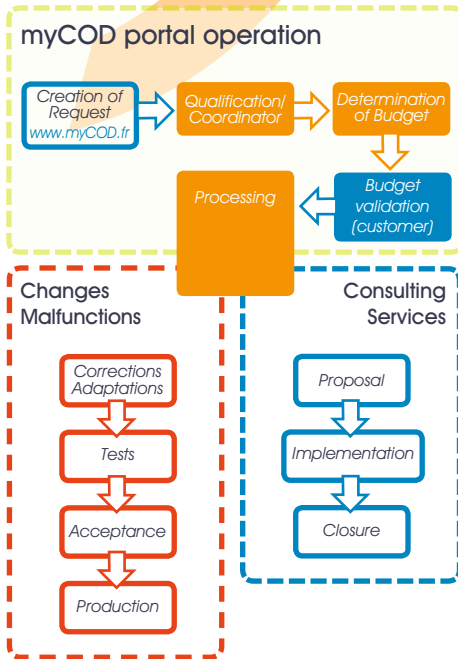 myCOD portal operation
Creation of
Request
www.myCOD.fr
Qualification/
Coordinator
Determination
of Budget
Budget
validation
(customer)
Processing
Changes
Malfunctions
Corrections
Adaptations
Tests
Acceptance
Production
Consulting
Services
Proposal
Implementation
Closure